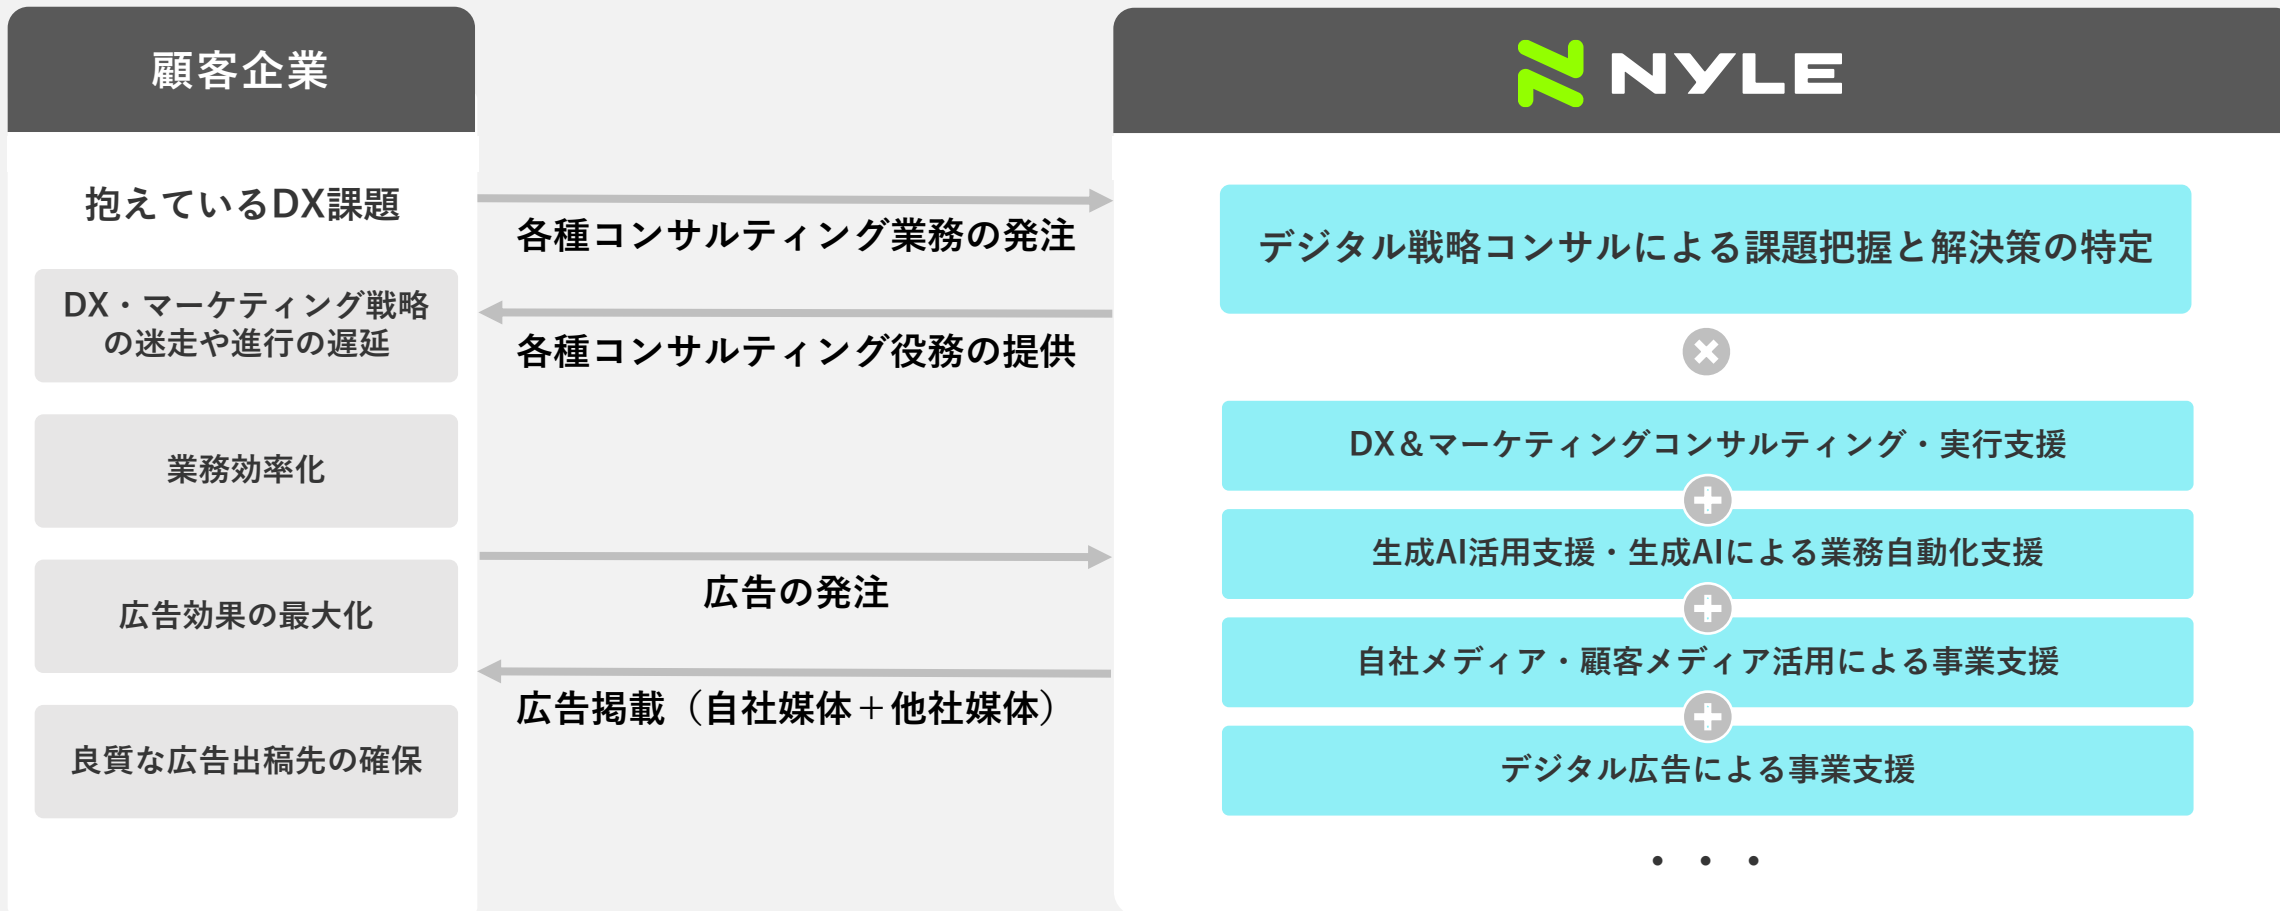 顧客企業
抱えているDX課題
DX・マーケティング戦略
の迷走や進行の遅延
業務効率化
広告効果の最大化
良質な広告出稿先の確保
各種コンサルティング業務の発注
各種コンサルティング役務の提供
広告の発注
広告掲載（自社媒体＋他社媒体）
NYLE
デジタル戦略コンサルによる課題把握と解決策の特定
DX＆マーケティングコンサルティング・実行支援
生成AI活用支援・生成AIによる業務自動化支援
自社メディア・顧客メディア活用による事業支援
デジタル広告による事業支援
・・・